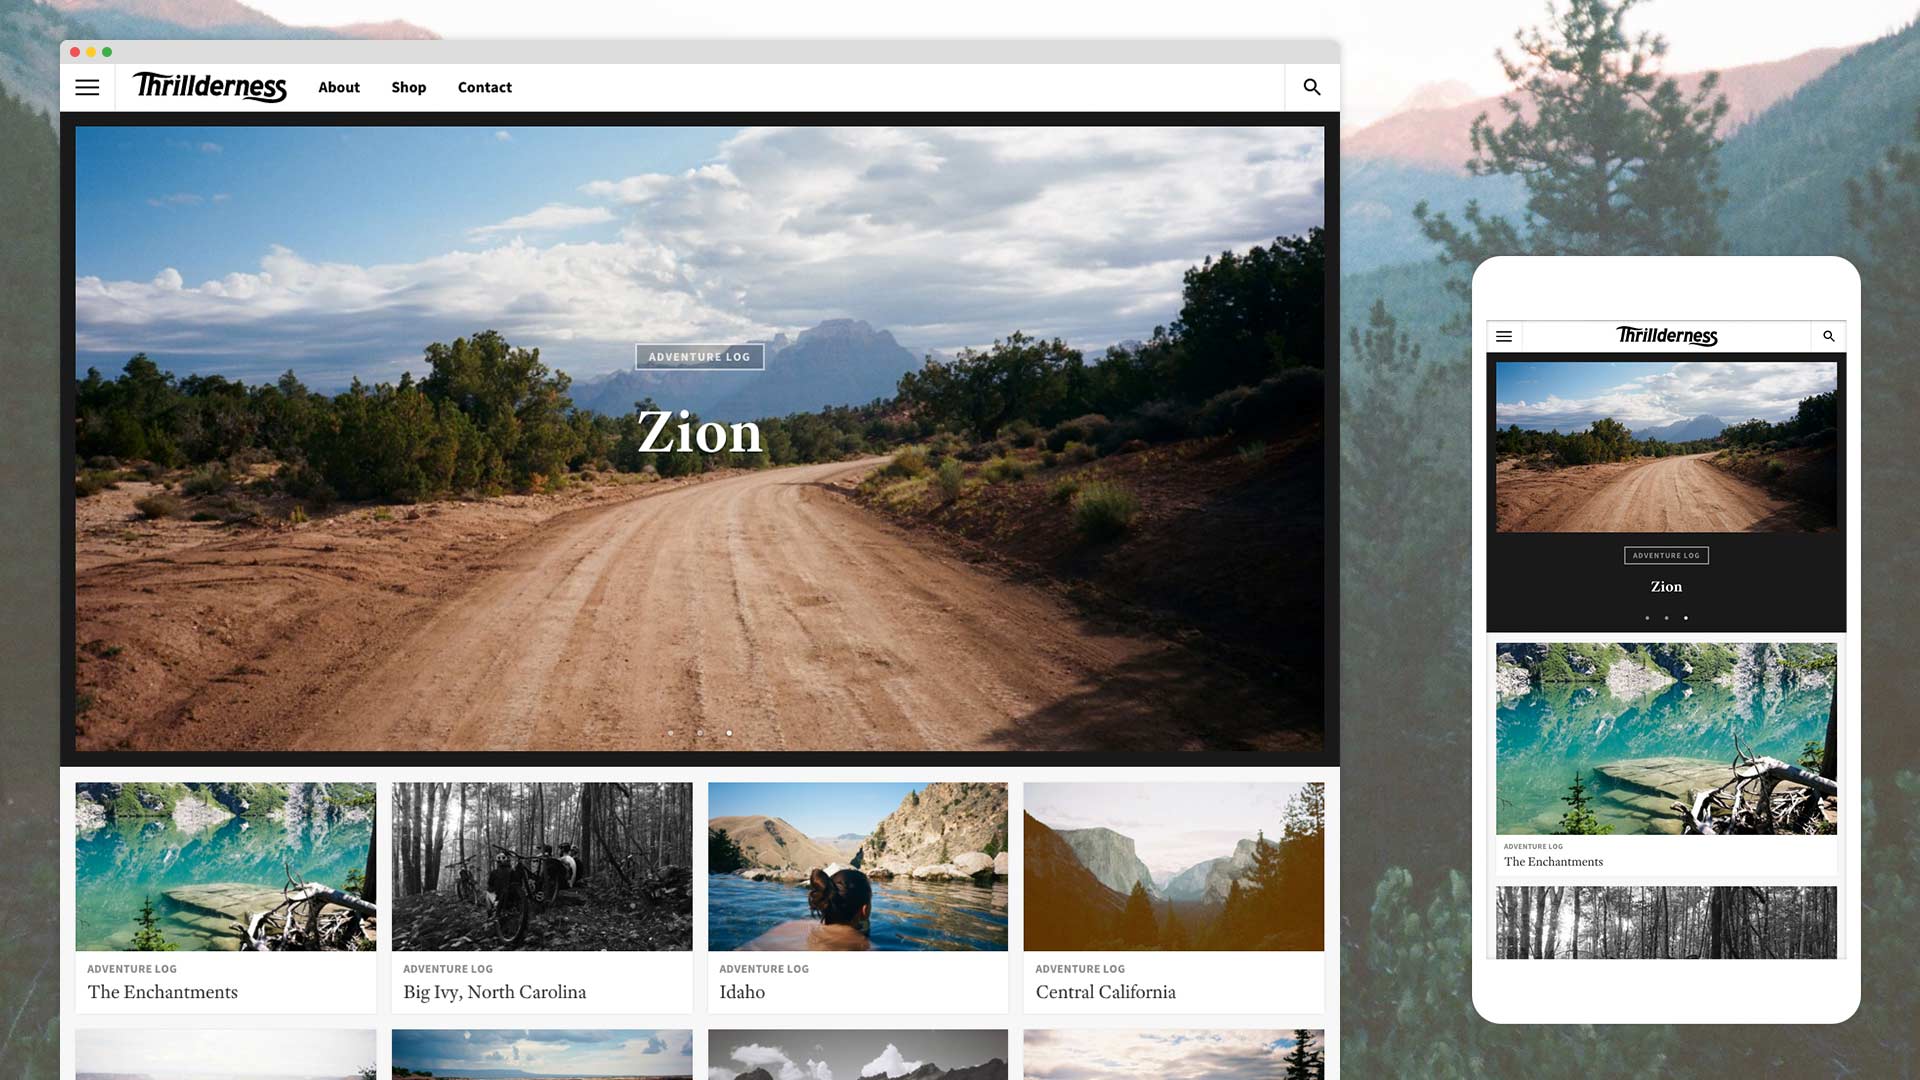 Thrillderness About Shop Contact
ADVENTURE LOG
Zion
ADVENTURE LOG
The Enchantments
ADVENTURE LOG
Big Ivy, North Carolina
ADVENTURE LOG
Idaho
ADVENTURE LOG
Central California
Thrillderness
ADVENTURE LOG
Zion
ADVENTURE LOG
The Enchantments